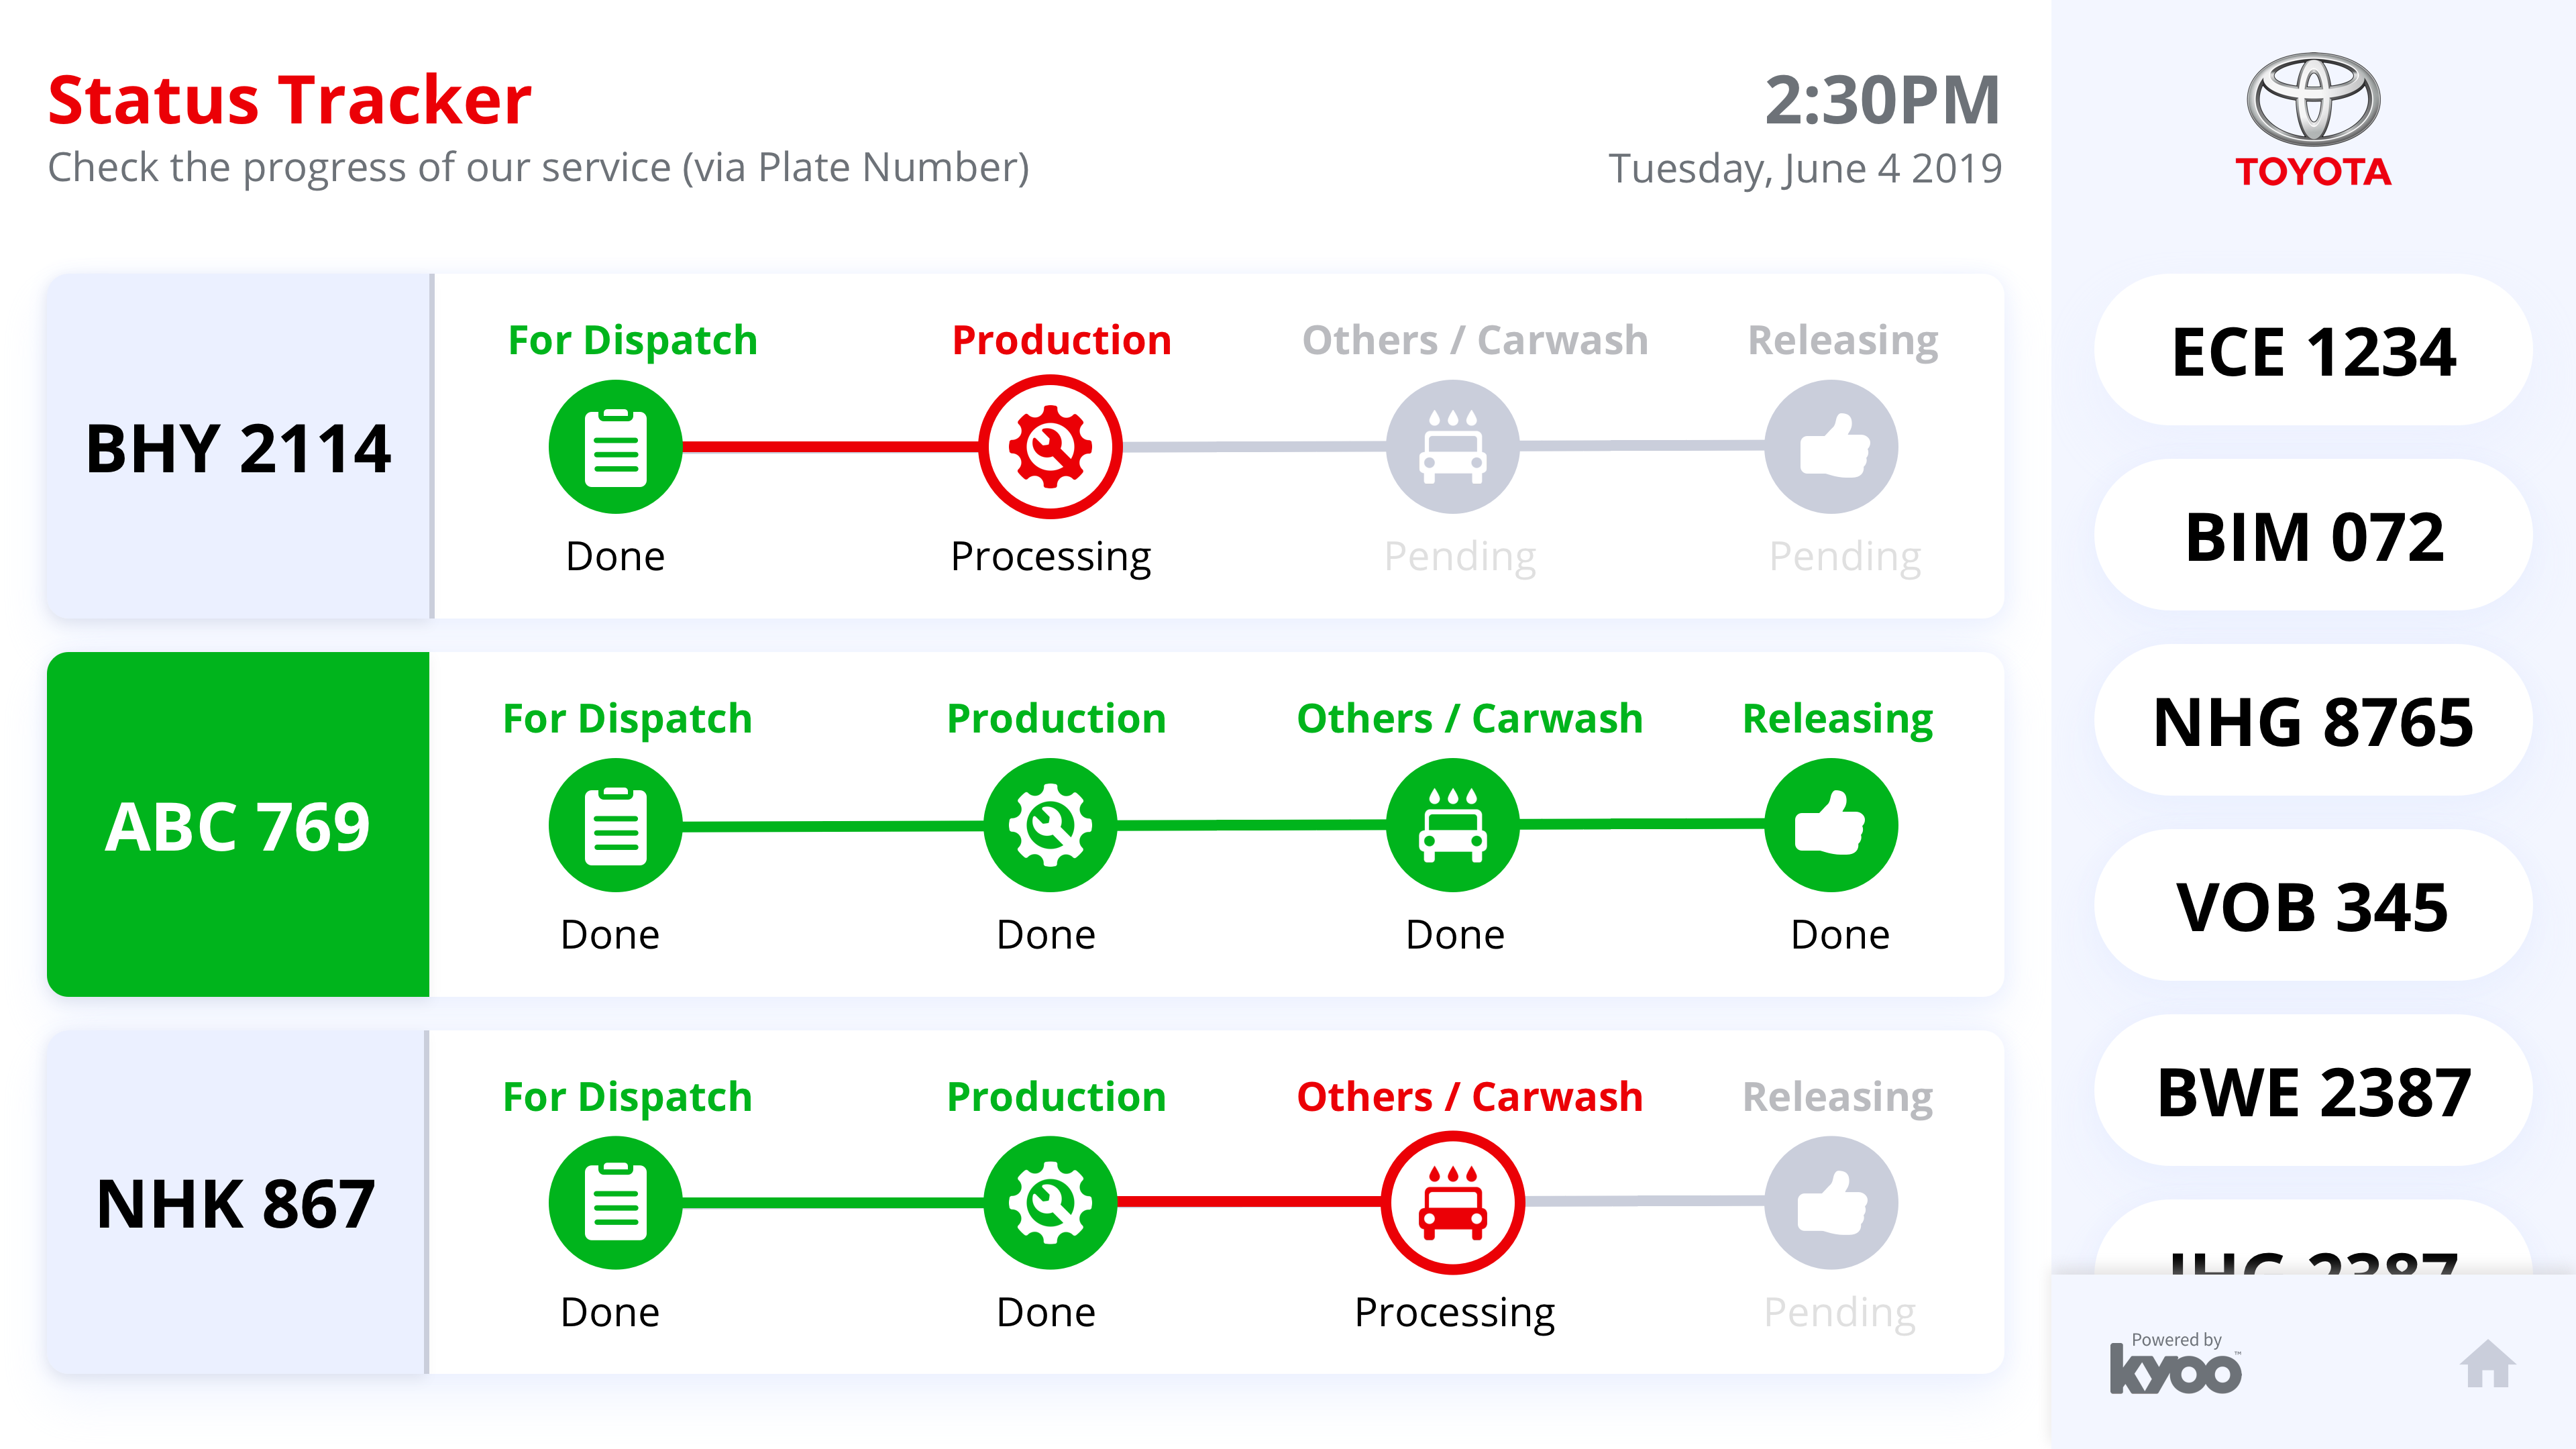 Status Tracker
Check the progress of our service (via Plate Number)
2:30PM
Tuesday, June 4 2019
TOYOTA
BHY 2114
For Dispatch
Production
Others / Carwash
Releasing
Done
Processing
Pending
Pending
ABC 769
For Dispatch
Production
Others / Carwash
Releasing
Done
Done
Done
Done
NHK 867
For Dispatch
Production
Others / Carwash
Releasing
Done
Done
Processing
Pending
ECE 1234
BIM 072
NHG 8765
VOB 345
BWE 2387
2387
Powered by
kyoo™